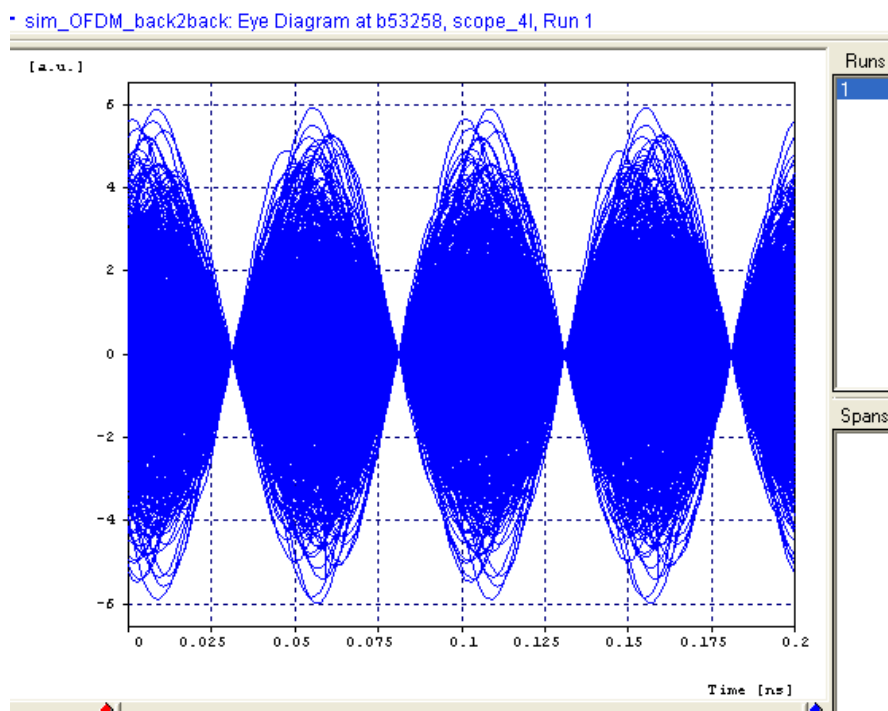 sim_OFDM_back2back: Eye Diagram at b53258, scope_4I, Run 1
[a.u.]
Runs
1
6
4
2
0
-2
-4
-6
Spans
0 0.025 0.05 0.075 0.1 0.125 0.15 0.175 0.2
Time [ns]